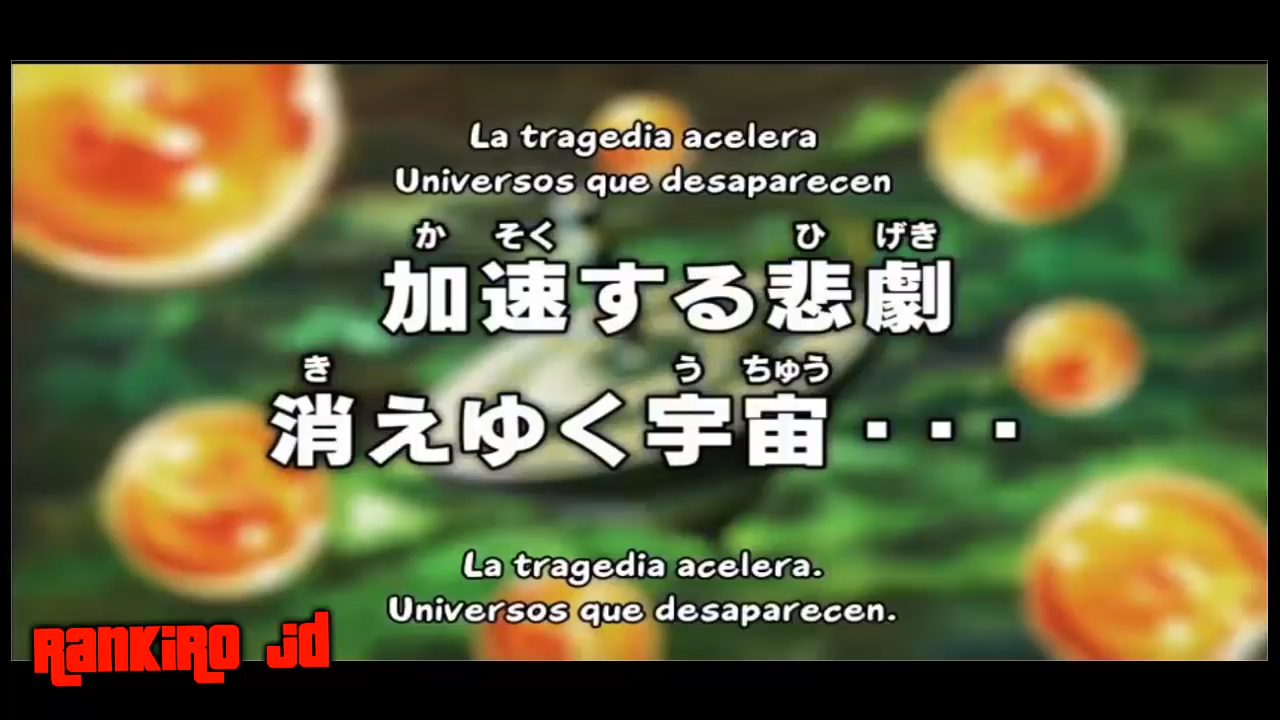 La tragedia acelera
Universos que desaparecen
か そく ひ げき
加速する悲劇
き う ちゅう
消えゆく宇宙・・・
La tragedia acelera.
Universos que desaparecen.
RANKIRO JD